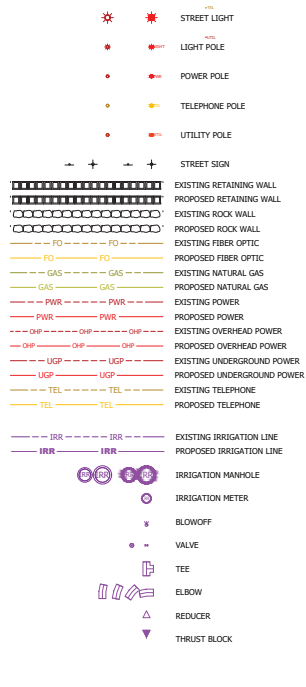 STREET LIGHT
LIGHT POLE
POWER POLE
TELEPHONE POLE
UTILITY POLE
STREET SIGN
EXISTING RETAINING WALL
PROPOSED RETAINING WALL
EXISTING ROCK WALL
PROPOSED ROCK WALL
FO FO EXISTING FIBER OPTIC
FO FO PROPOSED FIBER OPTIC
GAS GAS EXISTING NATURAL GAS
GAS GAS PROPOSED NATURAL GAS
PWR PWR EXISTING POWER
PWR PWR PROPOSED POWER
OHP OHP OHP EXISTING OVERHEAD POWER
OHP OHP OHP PROPOSED OVERHEAD POWER
UGP UGP EXISTING UNDERGROUND POWER
UGP UGP PROPOSED UNDERGROUND POWER
TEL TEL EXISTING TELEPHONE
TEL TEL PROPOSED TELEPHONE
IRR IRR EXISTING IRRIGATION LINE
IRR IRR PROPOSED IRRIGATION LINE
IRR IRR IRR IRR IRRIGATION MANHOLE
IRRIGATION METER
BLOWOFF
VALVE
TEE
ELBOW
REDUCER
THRUST BLOCK